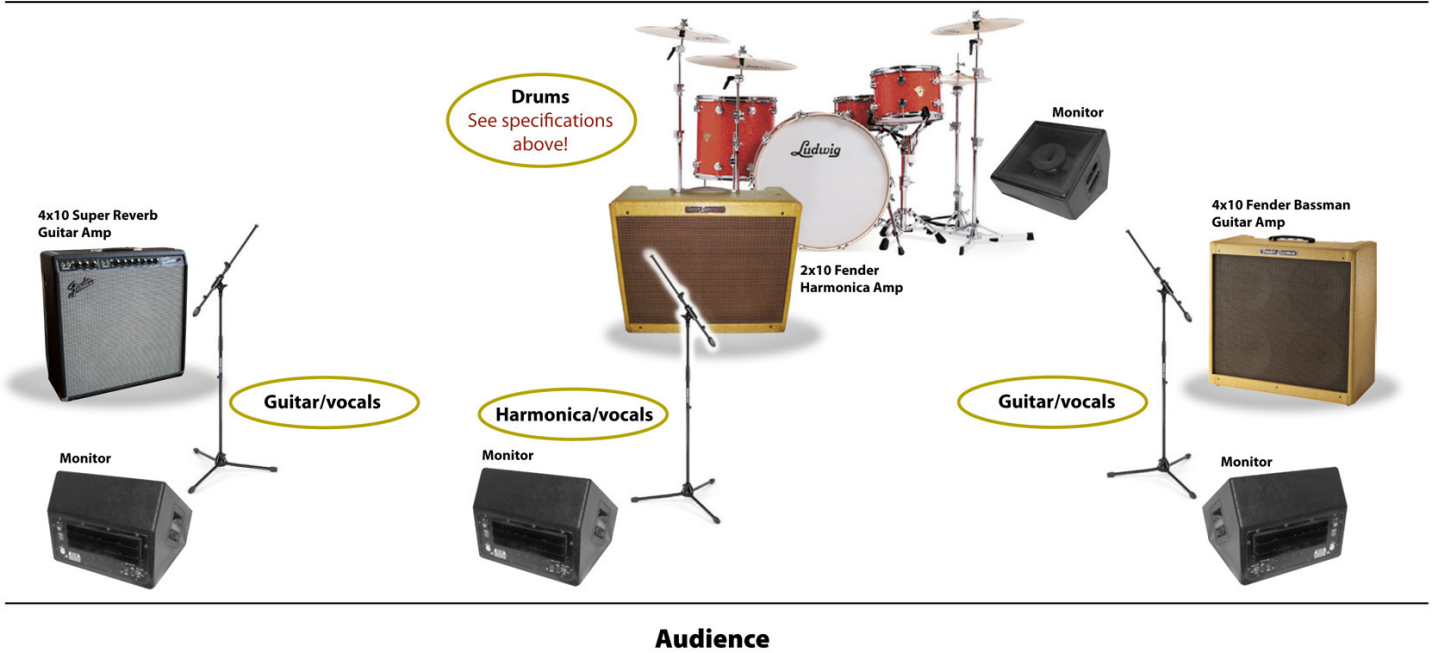 Drums
See specifications
above!
Ludwig
Monitor
4x10 Super Reverb
Guitar Amp
4x10 Fender Bassman
Guitar Amp
2x10 Fender
Harmonica Amp
Guitar/vocals
Harmonica/vocals
Guitar/vocals
Monitor
Monitor
Monitor
Audience